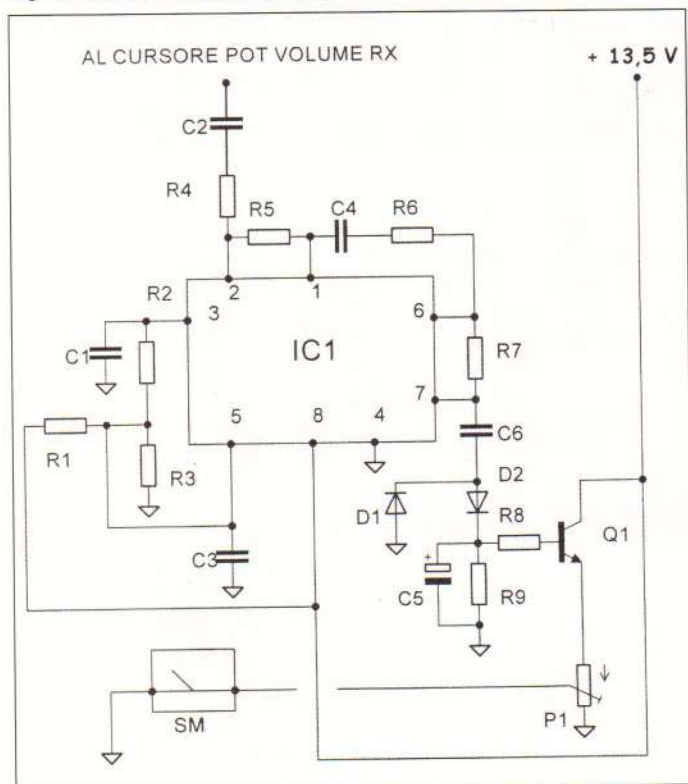 AL CURSORE POT VOLUME RX
+ 13,5 V
C2
R4
R5
C4
R6
R2
3
2
1
6
C1
IC1
R7
7
5
8
4
C6
R1
R3
D2
D1
R8
Q1
+
C3
C5
R9
SM
P1